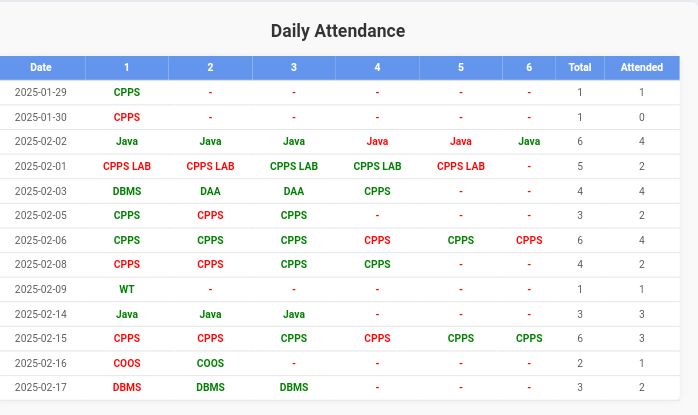 Daily Attendance
Date 1 2 3 4 5 6 Total Attended
2025-01-29 CPPS - - - - - 1 1
2025-01-30 CPPS - - - - - 1 0
2025-02-02 Java Java Java Java Java Java 6 4
2025-02-01 CPPS LAB CPPS LAB CPPS LAB CPPS LAB CPPS LAB - 5 2
2025-02-03 DBMS DAA DAA CPPS - - 4 4
2025-02-05 CPPS CPPS CPPS - - - 3 2
2025-02-06 CPPS CPPS CPPS CPPS CPPS CPPS 6 4
2025-02-08 CPPS CPPS CPPS CPPS - - 4 2
2025-02-09 WT - - - - - 1 1
2025-02-14 Java Java Java - - - 3 3
2025-02-15 CPPS CPPS CPPS CPPS CPPS CPPS 6 3
2025-02-16 COOS COOS - - - - 2 1
2025-02-17 DBMS DBMS DBMS - - - 3 2